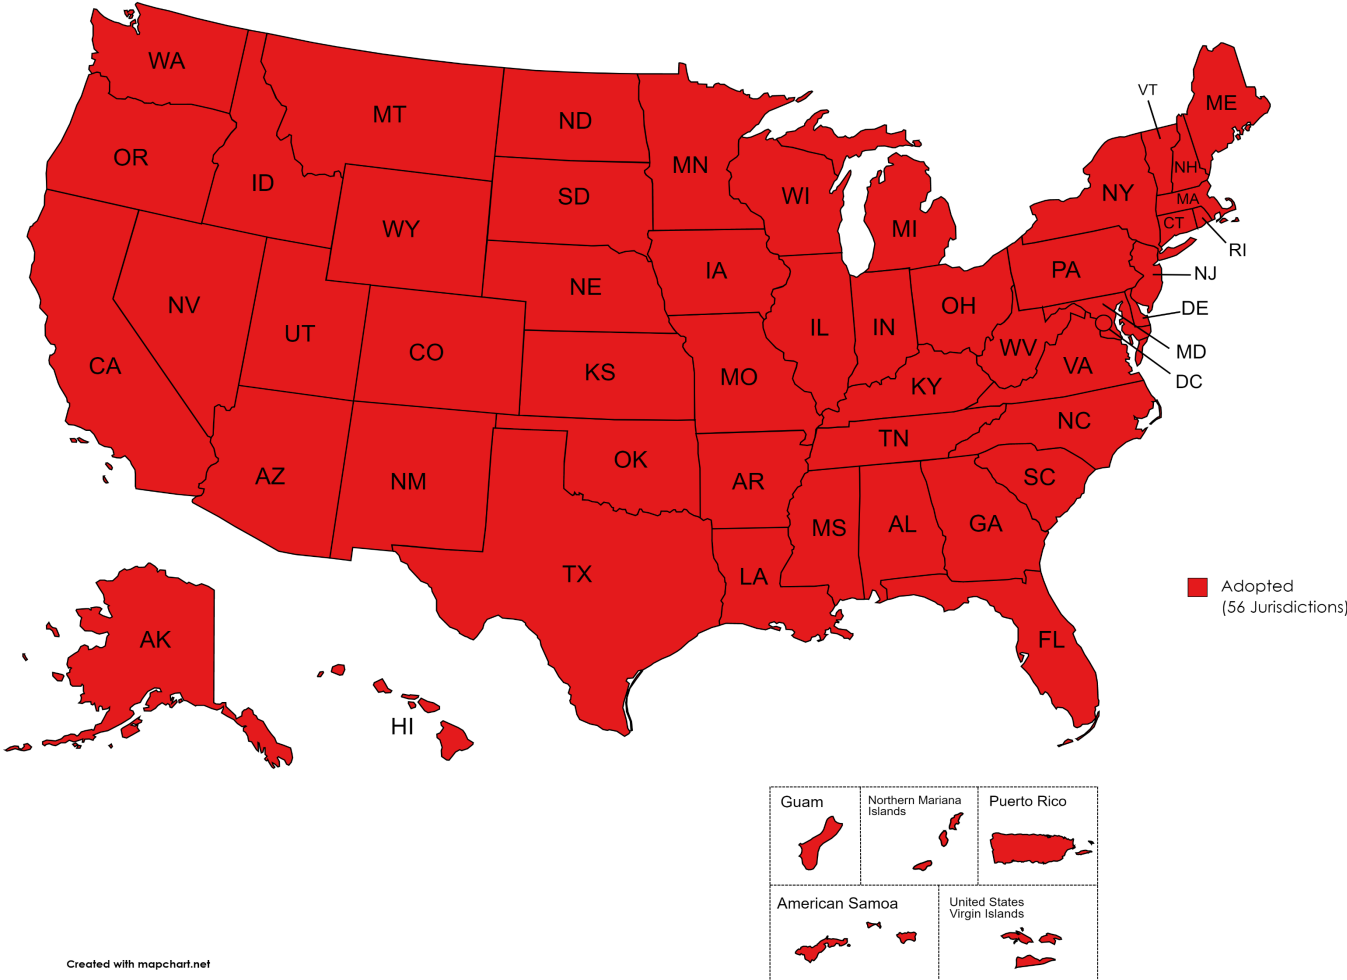 WA
MT
ND
MN
VT
ME
OR
ID
SD
WI
MI
NY
NH
MA
CT
RI
WY
NE
IA
PA
NJ
NV
UT
CO
IL
IN
OH
DE
CA
KS
MO
WV
VA
MD
KY
DC
AZ
NM
OK
AR
TN
NC
SC
MS
AL
GA
TX
LA
Adopted
(56 Jurisdictions)
AK
FL
HI
Guam
Northern Mariana
Islands
Puerto Rico
American Samoa
United States
Virgin Islands
Created with mapchart.net